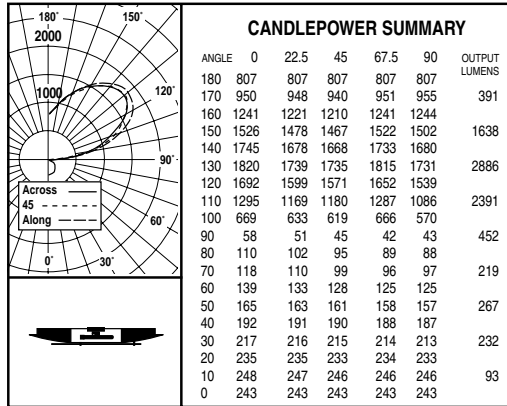 180˚
150˚
2000
1000
120˚
90˚
Across
45
Along
60˚
0˚
30˚
CANDLEPOWER SUMMARY
ANGLE 0 22.5 45 67.5 90 OUTPUT
LUMENS
180 807 807 807 807 807
170 950 948 940 951 955 391
160 1241 1221 1210 1241 1244
150 1526 1478 1467 1522 1502 1638
140 1745 1678 1668 1733 1680
130 1820 1739 1735 1815 1731 2886
120 1692 1599 1571 1652 1539
110 1295 1169 1180 1287 1086 2391
100 669 633 619 666 570
90 58 51 45 42 43 452
80 110 102 95 89 88
70 118 110 99 96 97 219
60 139 133 128 125 125
50 165 163 161 158 157 267
40 192 191 190 188 187
30 217 216 215 214 213 232
20 235 235 233 234 233
10 248 247 246 246 246 93
0 243 243 243 243 243